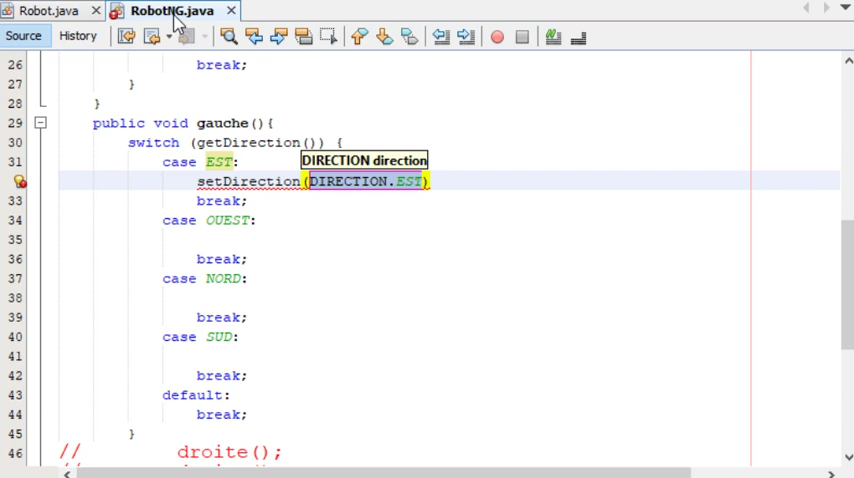 Robot.java
RobotNG.java
Source History
26 break;
27 }
28 }
29 public void gauche(){
30 switch (getDirection()) {
31 case EST: DIRECTION direction
setDirection(DIRECTION.EST)
33 break;
34 case OUEST:
35
36 break;
37 case NORD:
38
39 break;
40 case SUD:
41
42 break;
43 default:
44 break;
45 }
46 // droite();